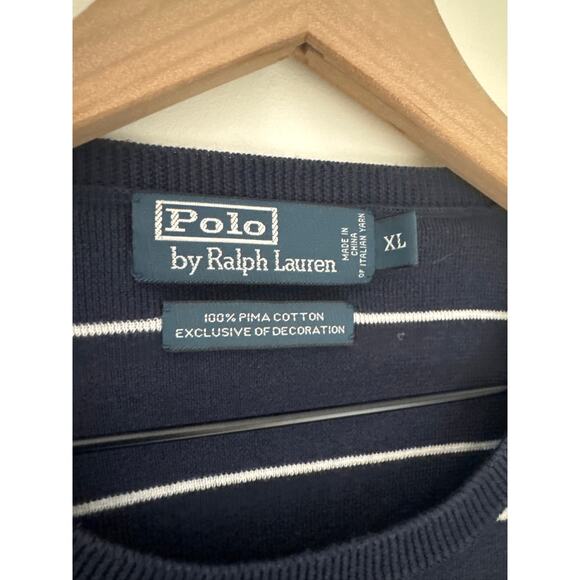 Polo
by Ralph Lauren
MADE IN
CHINA
OF ITALIAN YARN
XL
100% PIMA COTTON
EXCLUSIVE OF DECORATION